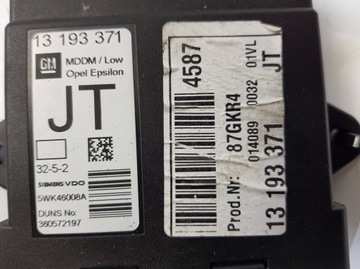 13 193 371
GM
MDDM / Low
Opel Epsilon
JT
32-5-2
SIEMENS VDO
5WK46008A
DUNS No:
360572197
4587
Prod.Nr: 87GKR4
014089 0032 01VL
13 193 371 JT